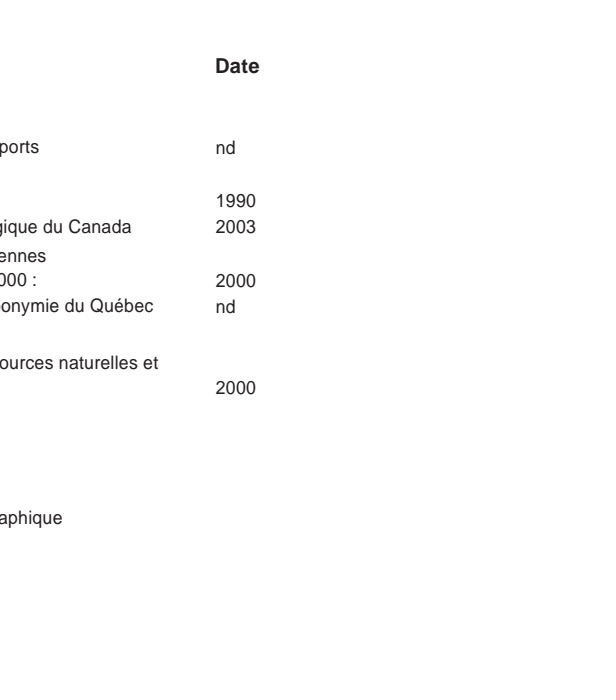 Date
ports nd
1990
gique du Canada 2003
ennes
000 : 2000
onymie du Québec nd
ources naturelles et
2000
aphique